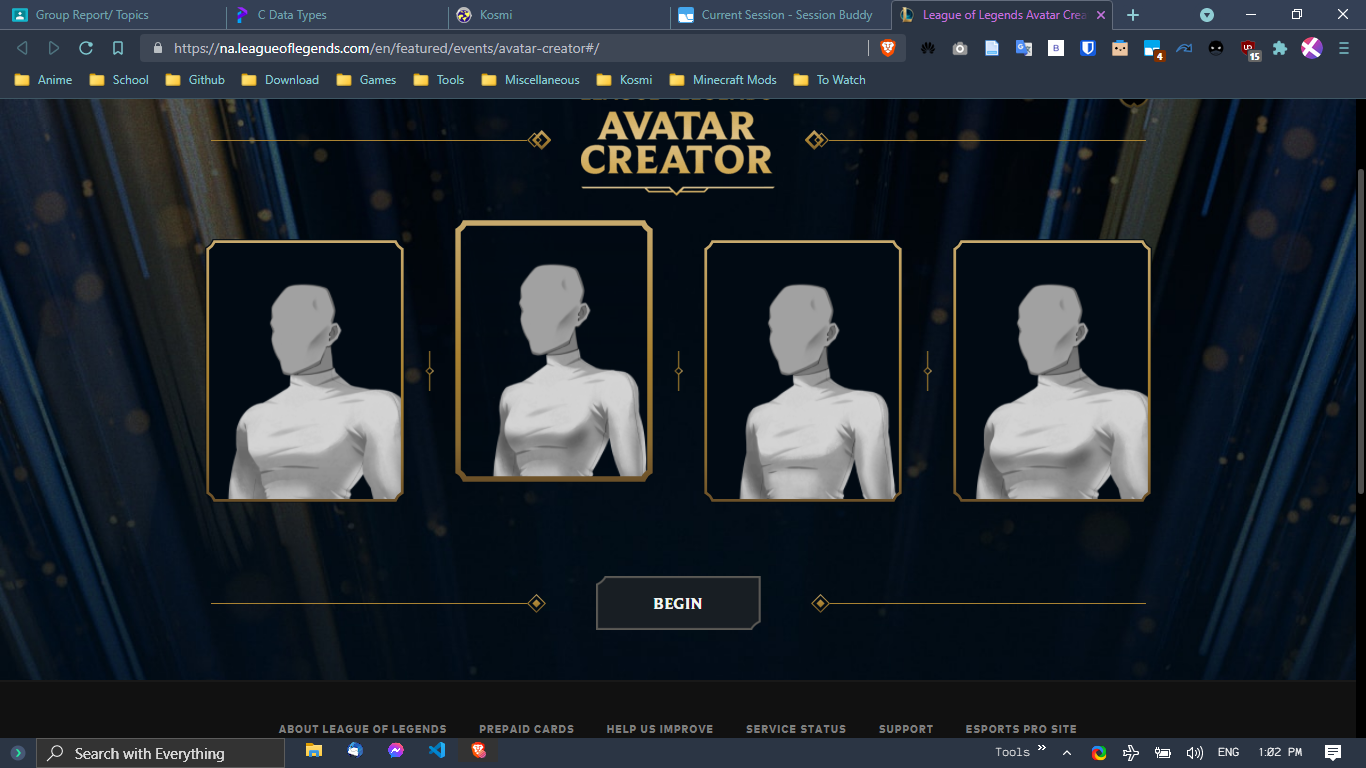 Group Report/ Topics
C Data Types
Kosmi
Current Session - Session Buddy
League of Legends Avatar Crea
https://na.leagueoflegends.com/en/featured/events/avatar-creator#/
B
4
UD
15
Anime
School
Github
Download
Games
Tools
Miscellaneous
Kosmi
Minecraft Mods
To Watch
AVATAR
CREATOR
BEGIN
ABOUT LEAGUE OF LEGENDS
PREPAID CARDS
HELP US IMPROVE
SERVICE STATUS
SUPPORT
ESPORTS PRO SITE
Search with Everything
Tools
ENG
1:02 PM